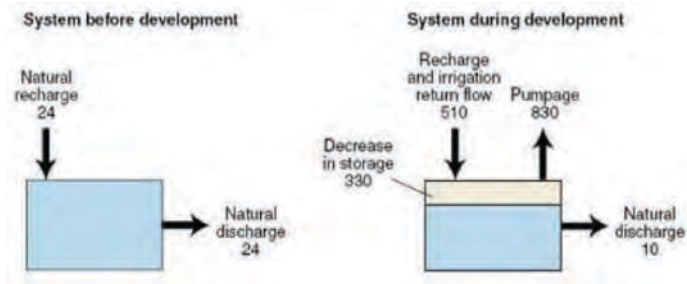 System before development
Natural
recharge
24
Natural
discharge
24
System during development
Recharge
and irrigation
return flow
510
Pumpage
830
Decrease
in storage
330
Natural
discharge
10